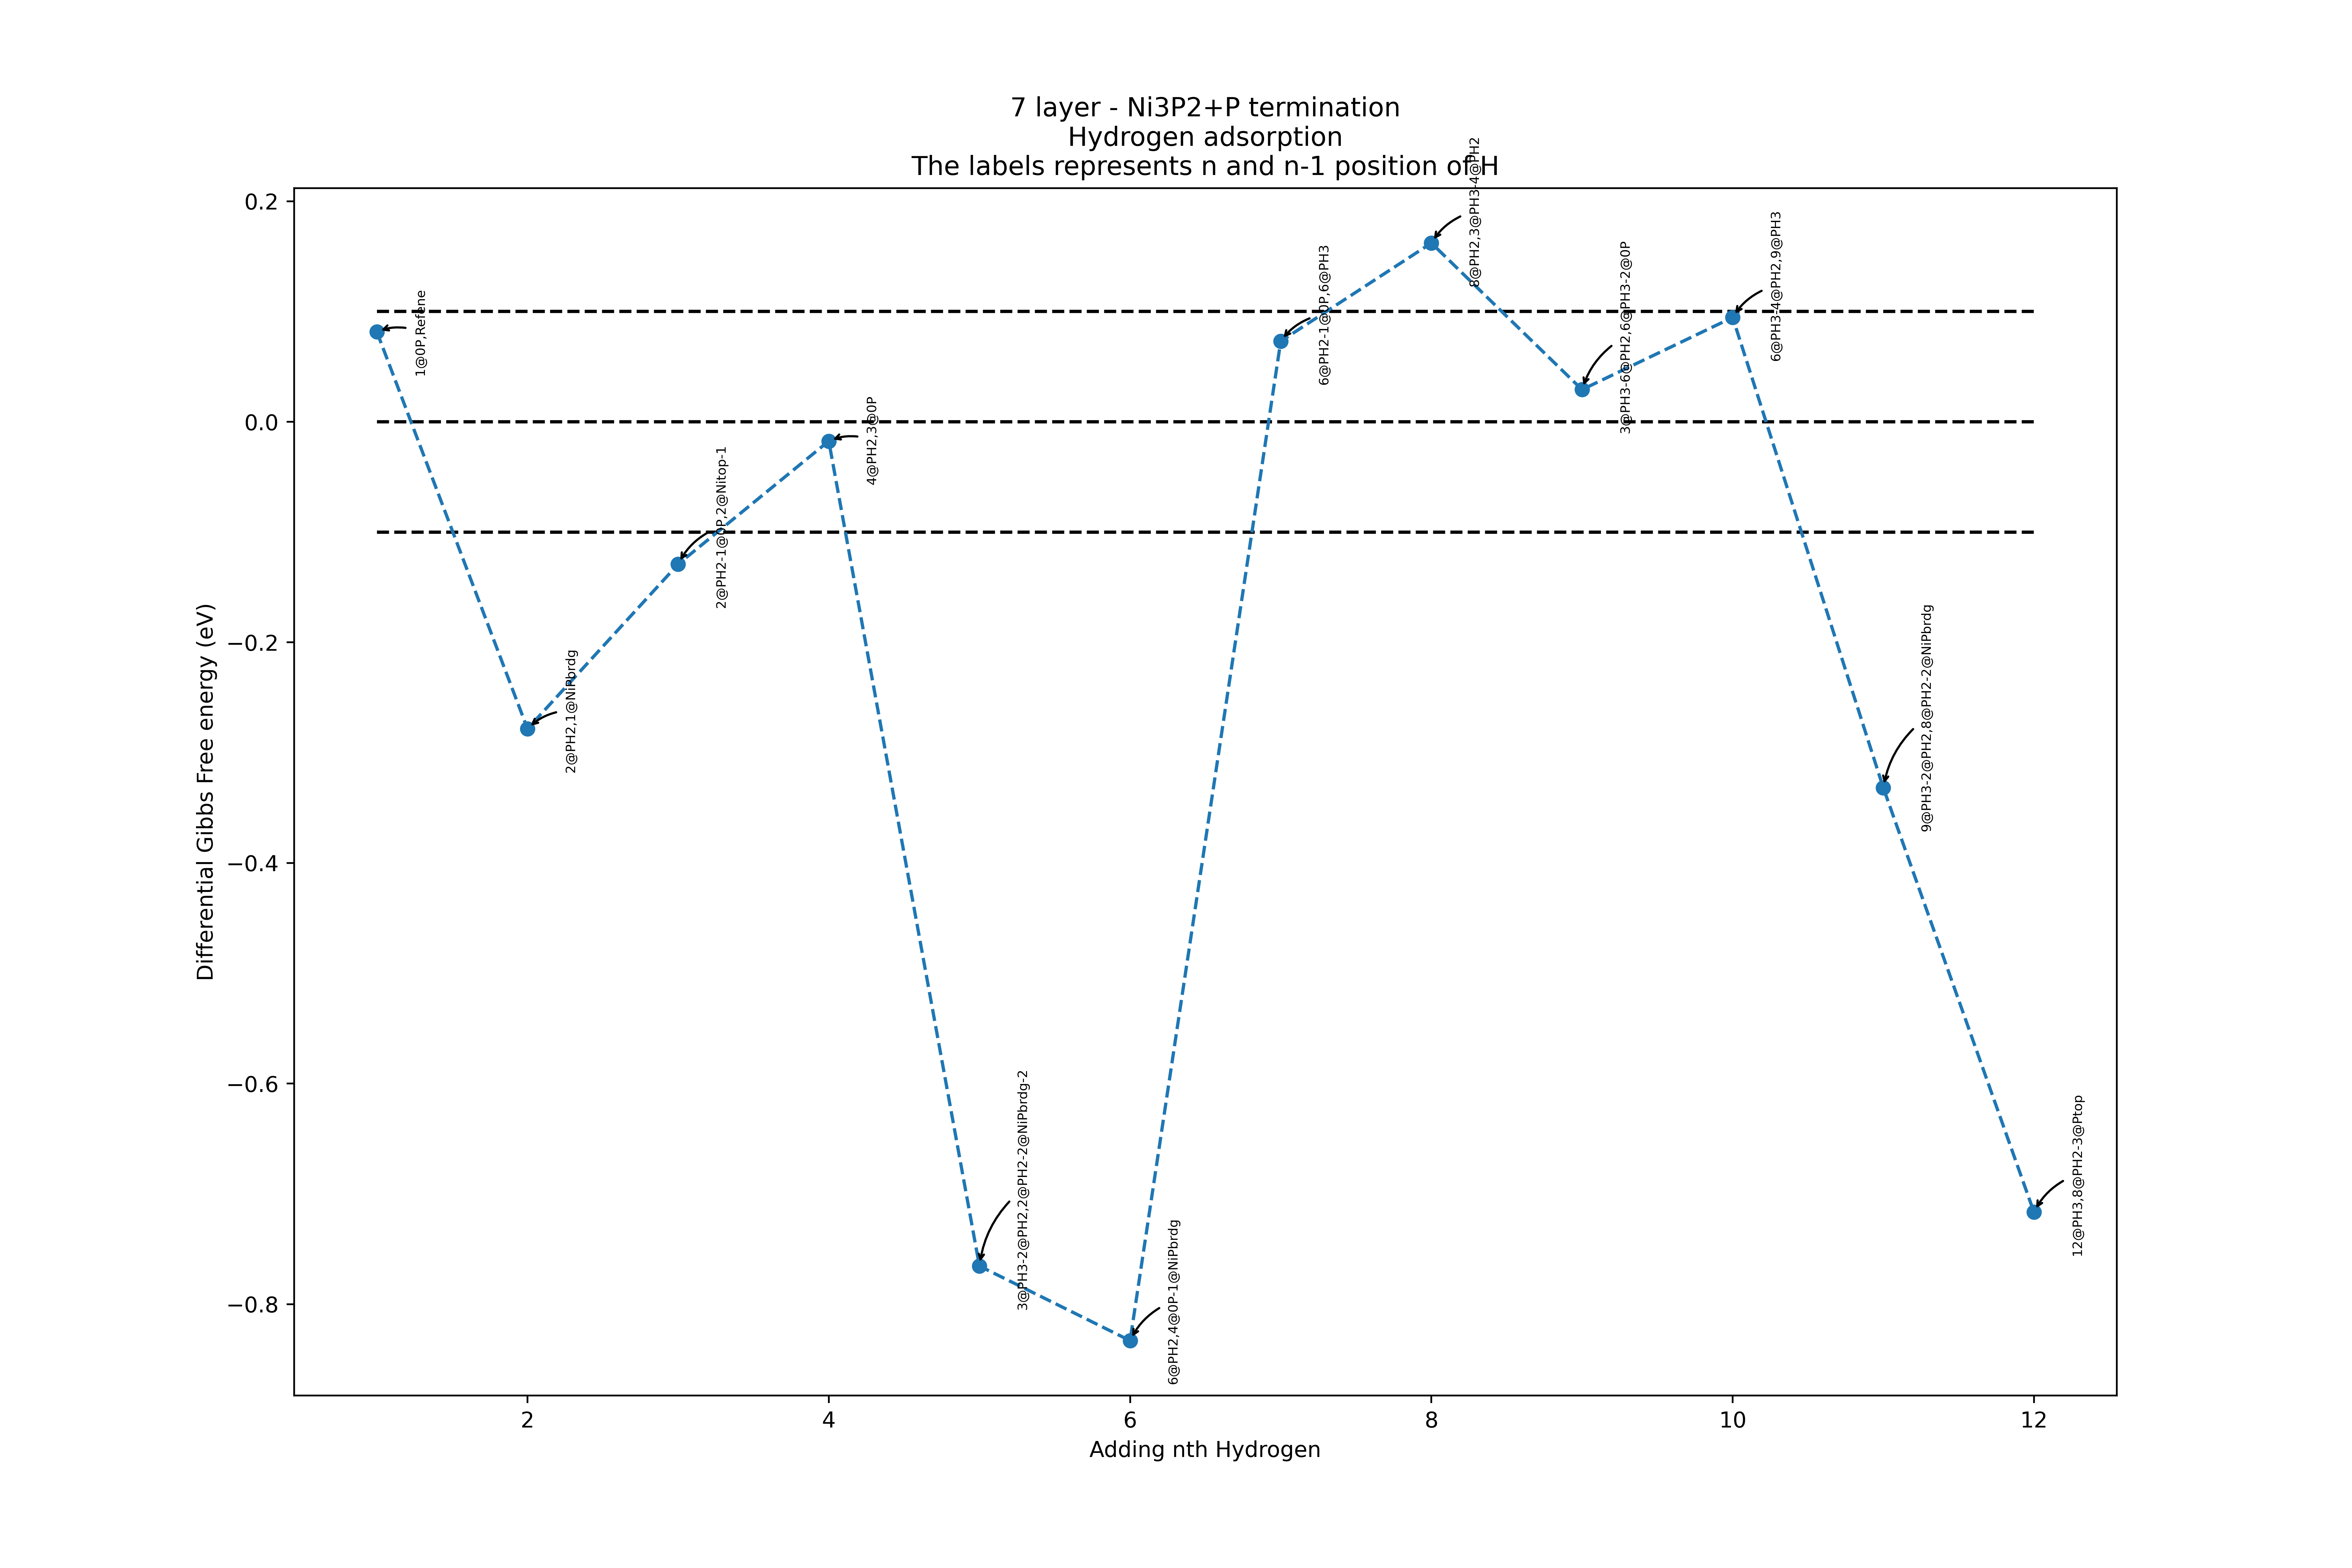 7 layer - Ni3P2+P termination
Hydrogen adsorption
The labels represents n and n-1 position of H
Differential Gibbs Free energy (eV)
0.2
0.0
−0.2
−0.4
−0.6
−0.8
1@0P,Refene
2@PH2,1@NiPbrdg
2@PH2-1@0P,2@Nitop-1
4@PH2,3@0P
3@PH3-2@PH2,2@PH2-2@NiPbrdg-2
6@PH2,4@0P-1@NiPbrdg
6@PH2-1@0P,6@PH3
8@PH2,3@PH3-4@PH2
3@PH3-6@PH2,6@PH3-2@0P
6@PH3-4@PH2,9@PH3
9@PH3-2@PH2,8@PH2-2@NiPbrdg
12@PH3,8@PH2-3@Ptop
2
4
6
8
10
12
Adding nth Hydrogen